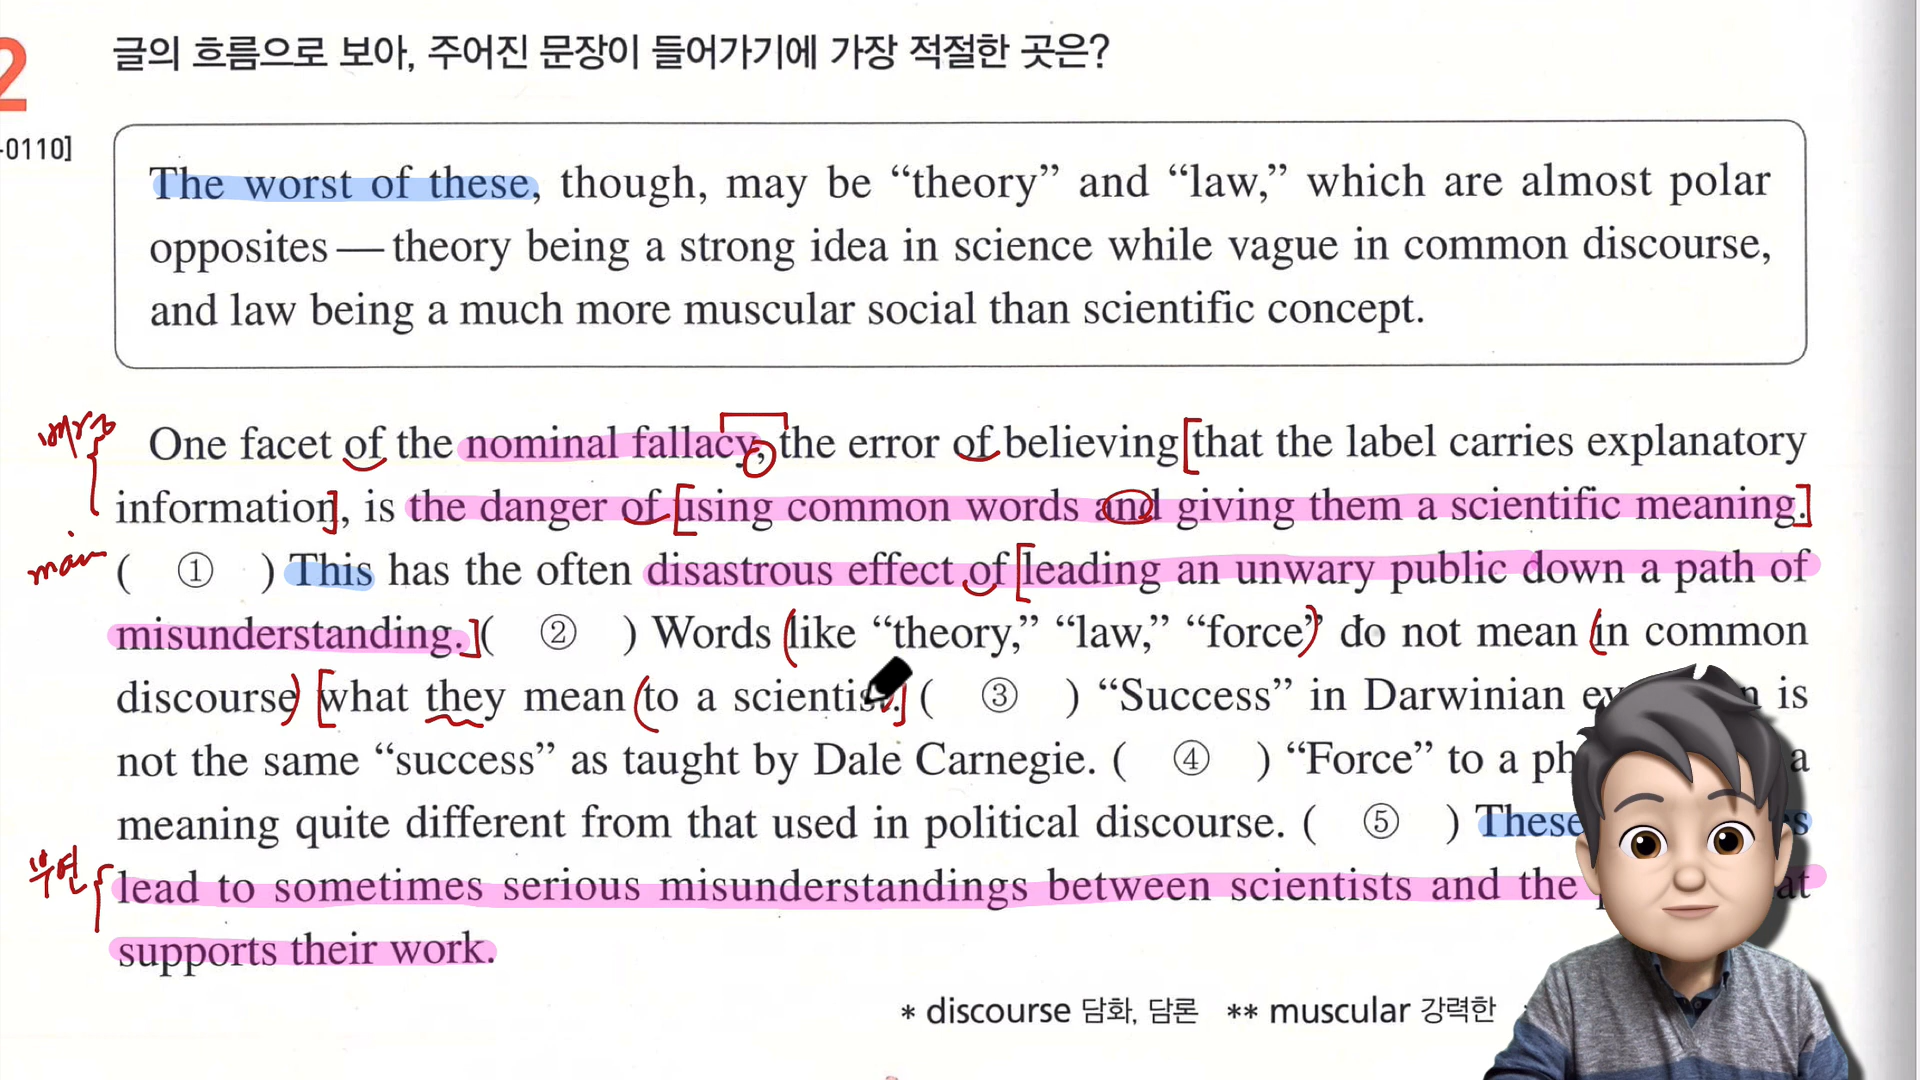 2
글의 흐름으로 보아, 주어진 문장이 들어가기에 가장 적절한 곳은?
-0110]
The worst of these, though, may be “theory” and “law,” which are almost polar
opposites — theory being a strong idea in science while vague in common discourse,
and law being a much more muscular social than scientific concept.
배경
One facet of the nominal fallacy, the error of believing [that the label carries explanatory
information], is the danger of [using common words and giving them a scientific meaning.]
main
( ① ) This has the often disastrous effect of [leading an unwary public down a path of
misunderstanding.] ( ② ) Words (like “theory,” “law,” “force”) do not mean (in common
discourse) [what they mean (to a scientist.] ( ③ ) “Success” in Darwinian is
not the same “success” as taught by Dale Carnegie. ( ④ ) “Force” to a a
meaning quite different from that used in political discourse. ( ⑤ ) These
부연
lead to sometimes serious misunderstandings between scientists and the
supports their work.
* discourse 담화, 담론 ** muscular 강력한